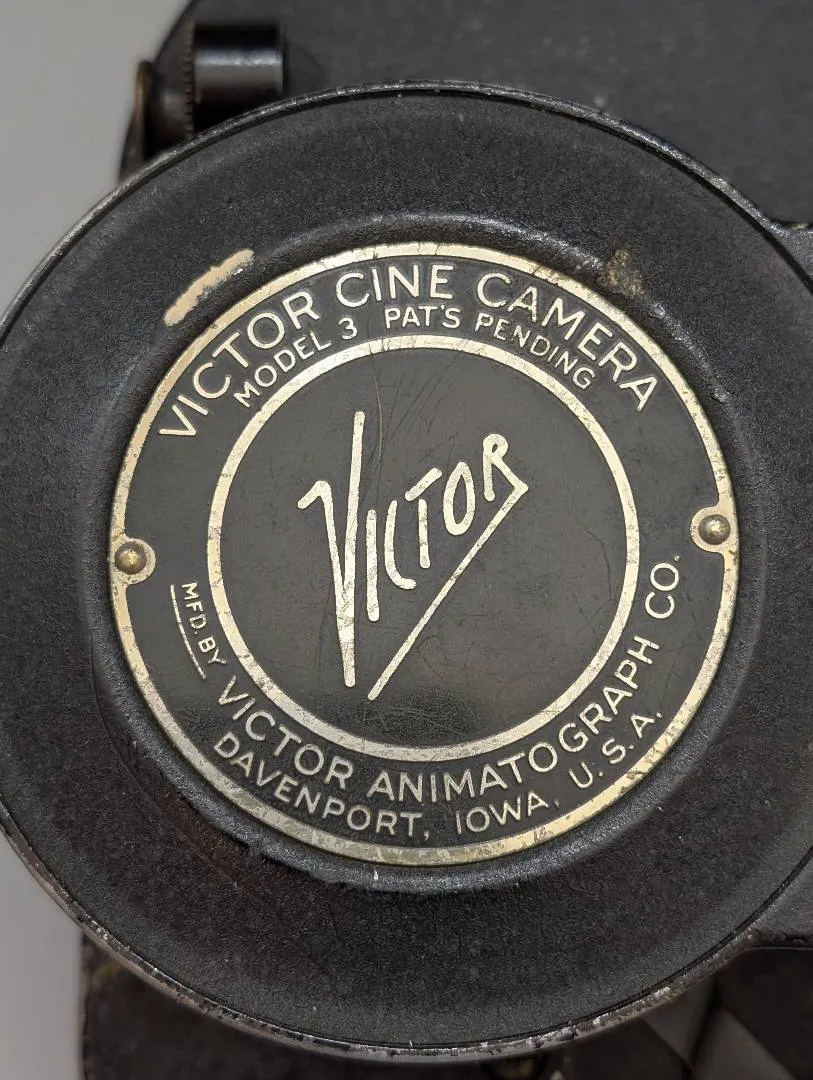 VICTOR CINE CAMERA
MODEL 3 PAT'S PENDING
VICTOR
MFD. BY VICTOR ANIMATOGRAPH CO.
DAVENPORT, IOWA, U.S.A.